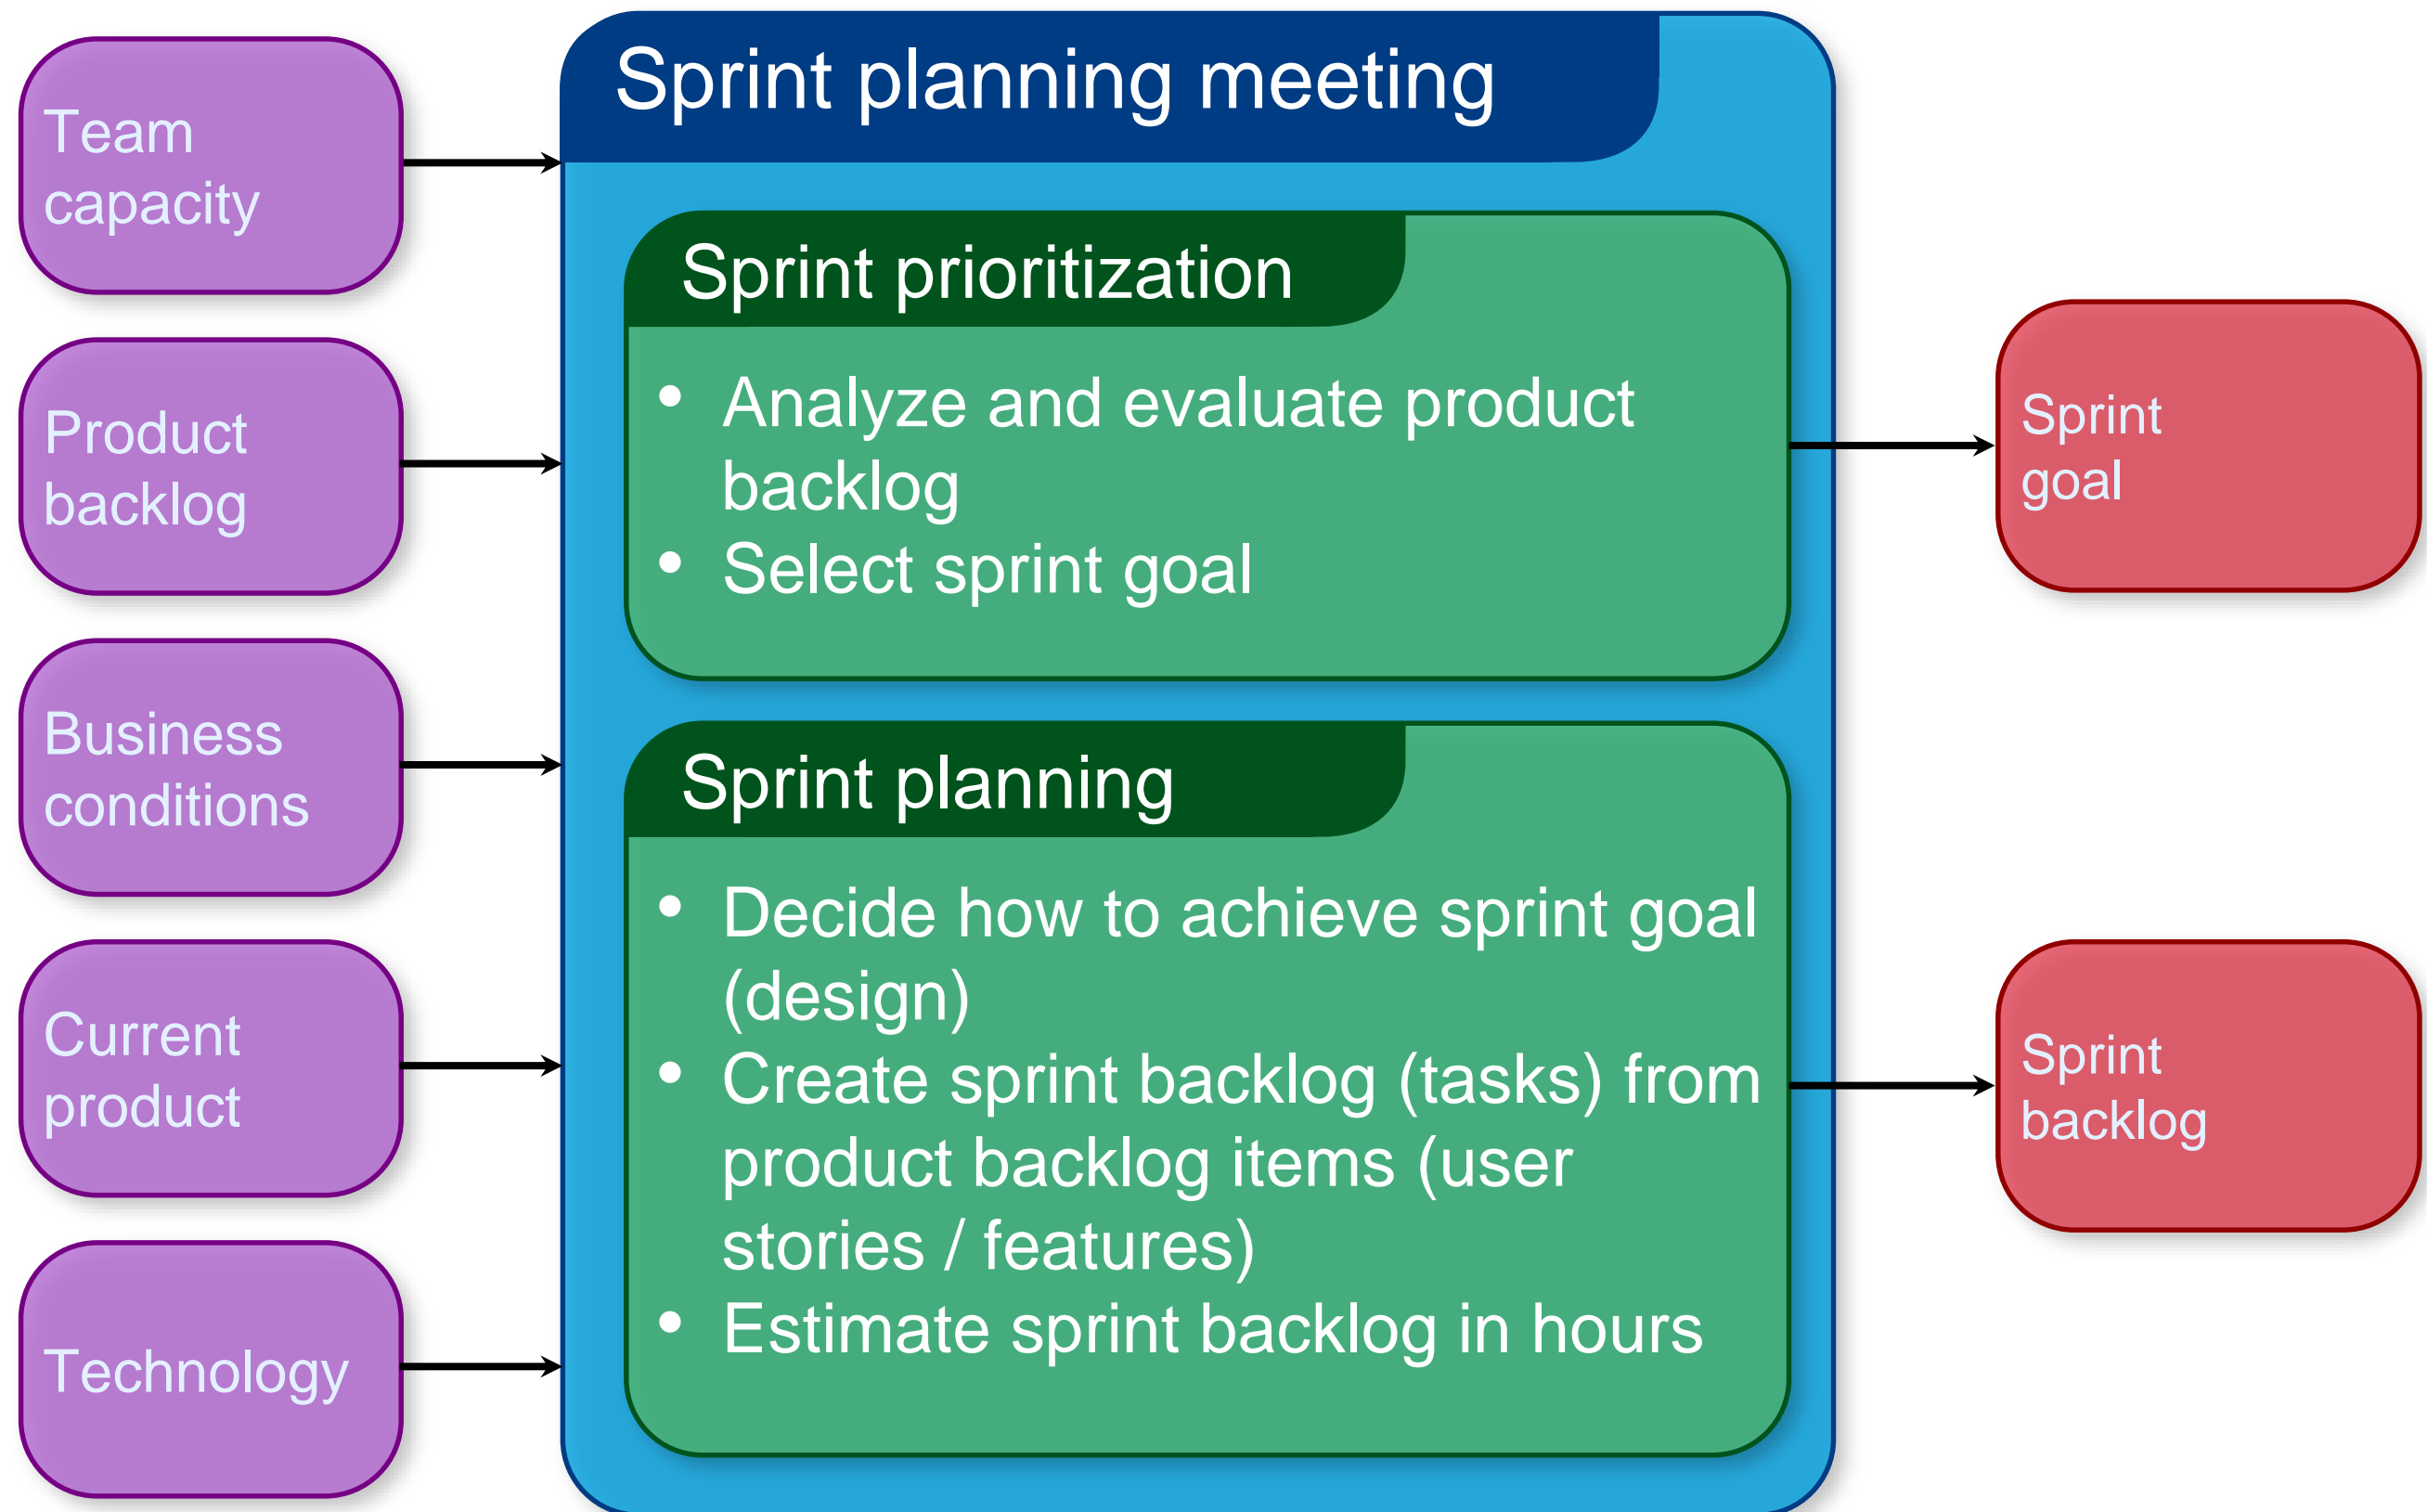 Team
capacity
Product
backlog
Business
conditions
Current
product
Technology
Sprint planning meeting
Sprint prioritization
• Analyze and evaluate product
backlog
• Select sprint goal
Sprint planning
• Decide how to achieve sprint goal
(design)
• Create sprint backlog (tasks) from
product backlog items (user
stories / features)
• Estimate sprint backlog in hours
Sprint
goal
Sprint
backlog